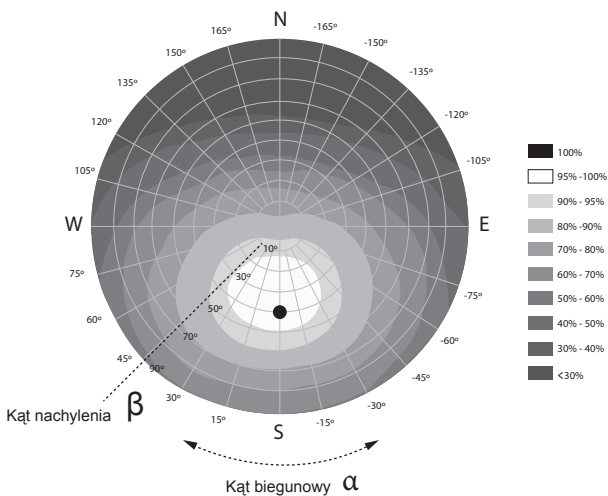 N
150º
165º
-165º
-150º
135º
-135º
120º
-120º
105º
-105º
W
E
75º
-75º
60º
-60º
45º
-45º
30º
-30º
15º
-15º
S
10º
30º
50º
70º
90º
Kąt nachylenia β
Kąt biegunowy α
100%
95% -100%
90% - 95%
80% -90%
70% - 80%
60% - 70%
50% - 60%
40% - 50%
30% - 40%
<30%